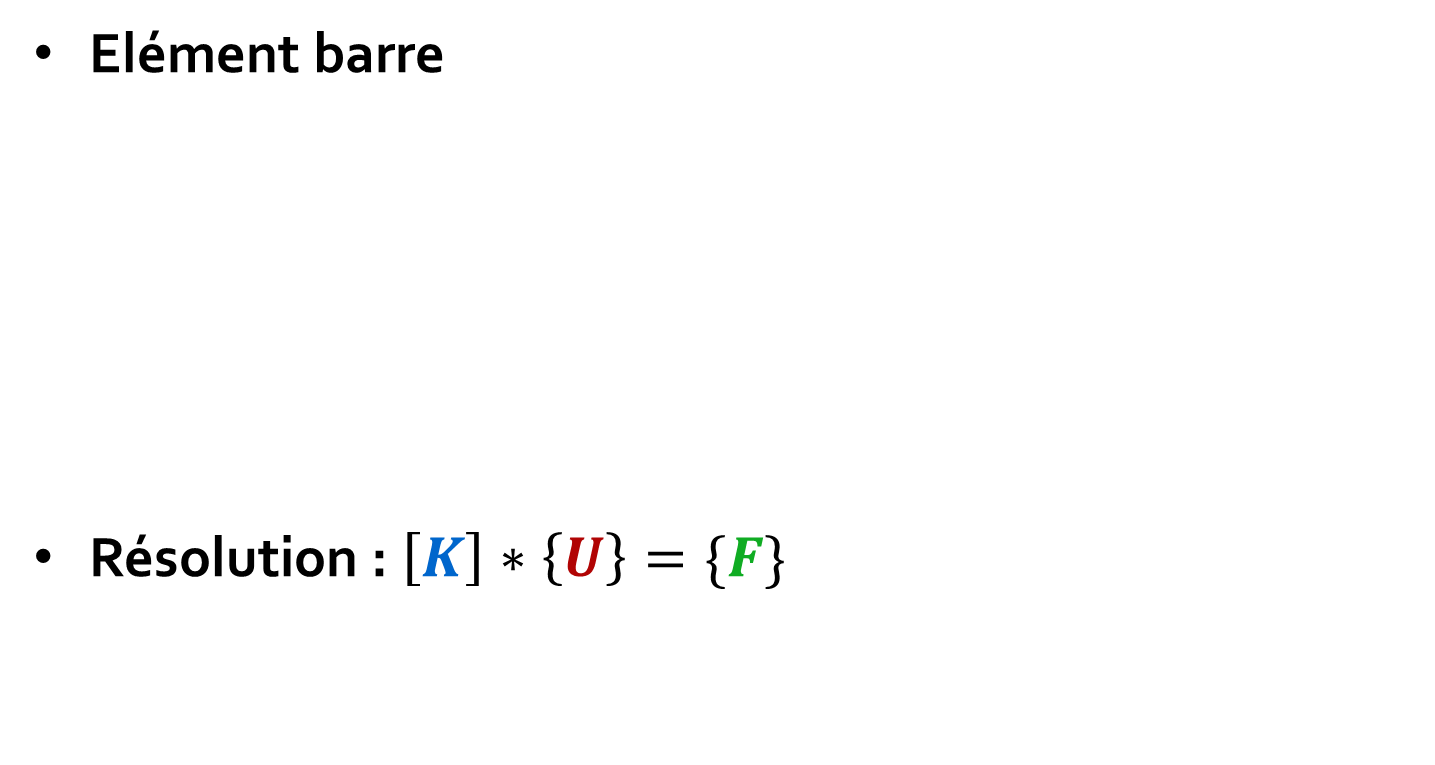 • Elément barre
• Résolution : [K] * {U} = {F}